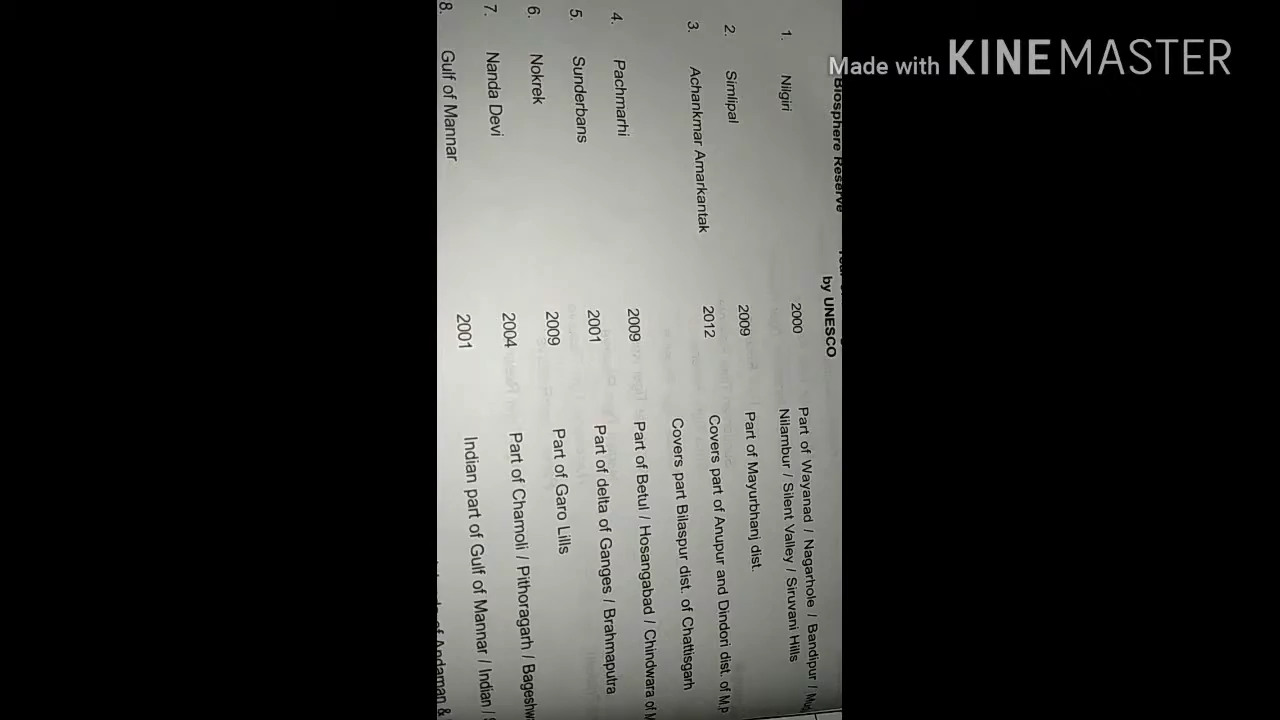 Made with KINEMASTER
Biosphere Reserve
by UNESCO
1. Nilgiri 2000 Part of Wayanad / Nagarhole / Bandipur /
Nilambur / Silent Valley / Siruvani Hills
2. Simlipal 2009 Part of Mayurbhanj dist.
3. Achankmar Amarkantak 2012 Covers part of Anupur and Dindori dist. of M.P
Covers part Bilaspur dist. of Chattisgarh
4. Pachmarhi 2009 Part of Betul / Hosangabad / Chindwara of
5. Sunderbans 2001 Part of delta of Ganges / Brahmaputra
6. Nokrek 2009 Part of Garo Lills
7. Nanda Devi 2004 Part of Chamoli / Pithoragarh /
8. Gulf of Mannar 2001 Indian part of Gulf of Mannar / Indian /
of Andaman &